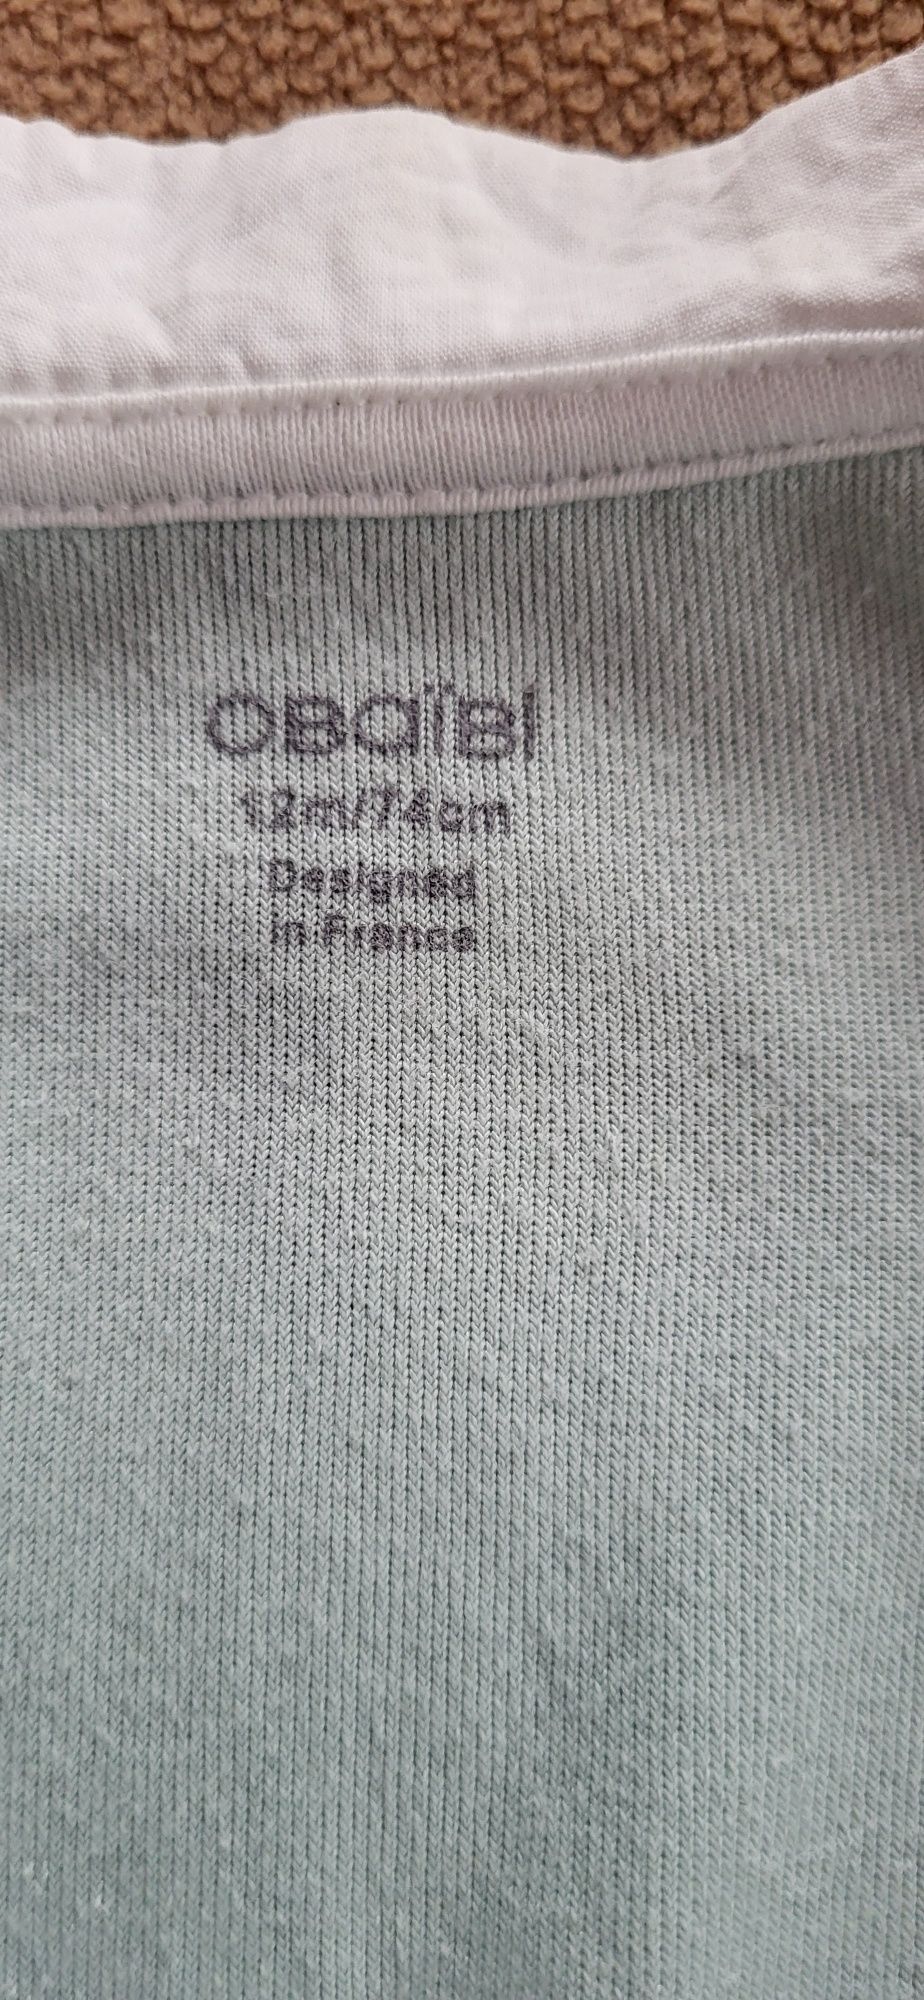 OBaïBI
12m/74cm
Designed
in France